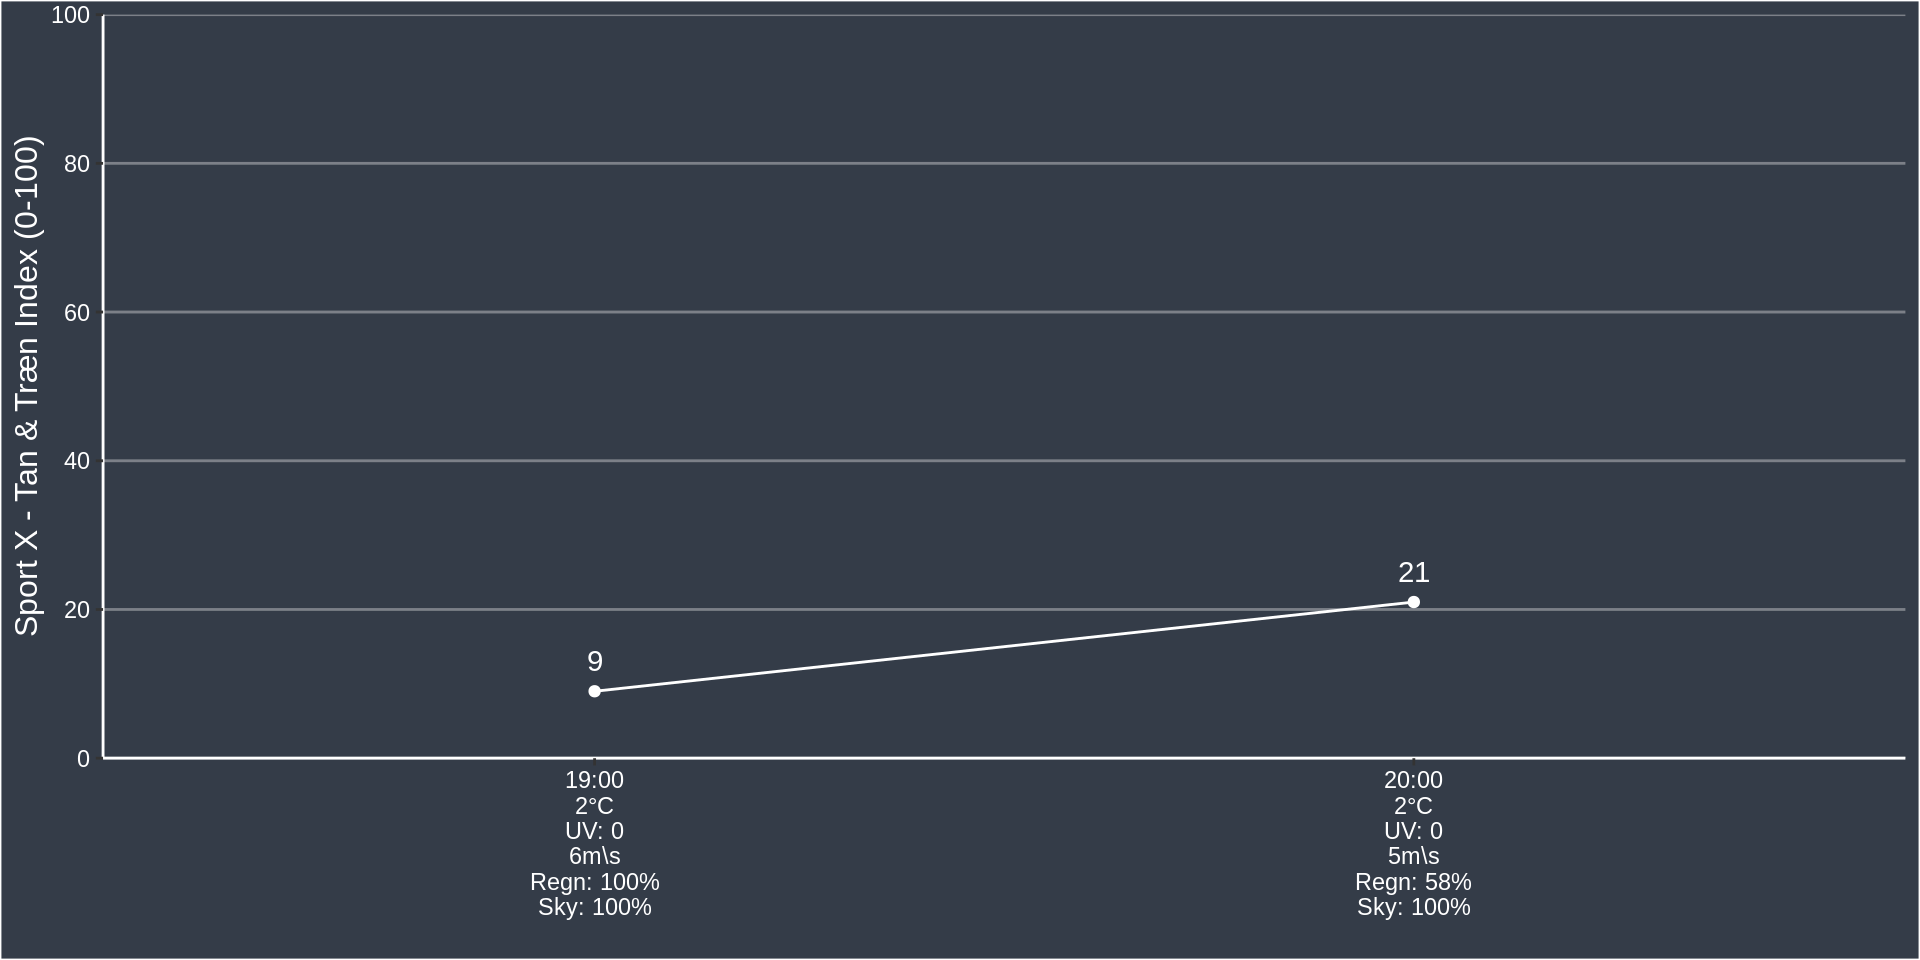 Sport X - Tan & Træn Index (0-100)
100
80
60
40
20
0
9
21
19:00
2°C
UV: 0
6m\s
Regn: 100%
Sky: 100%
20:00
2°C
UV: 0
5m\s
Regn: 58%
Sky: 100%